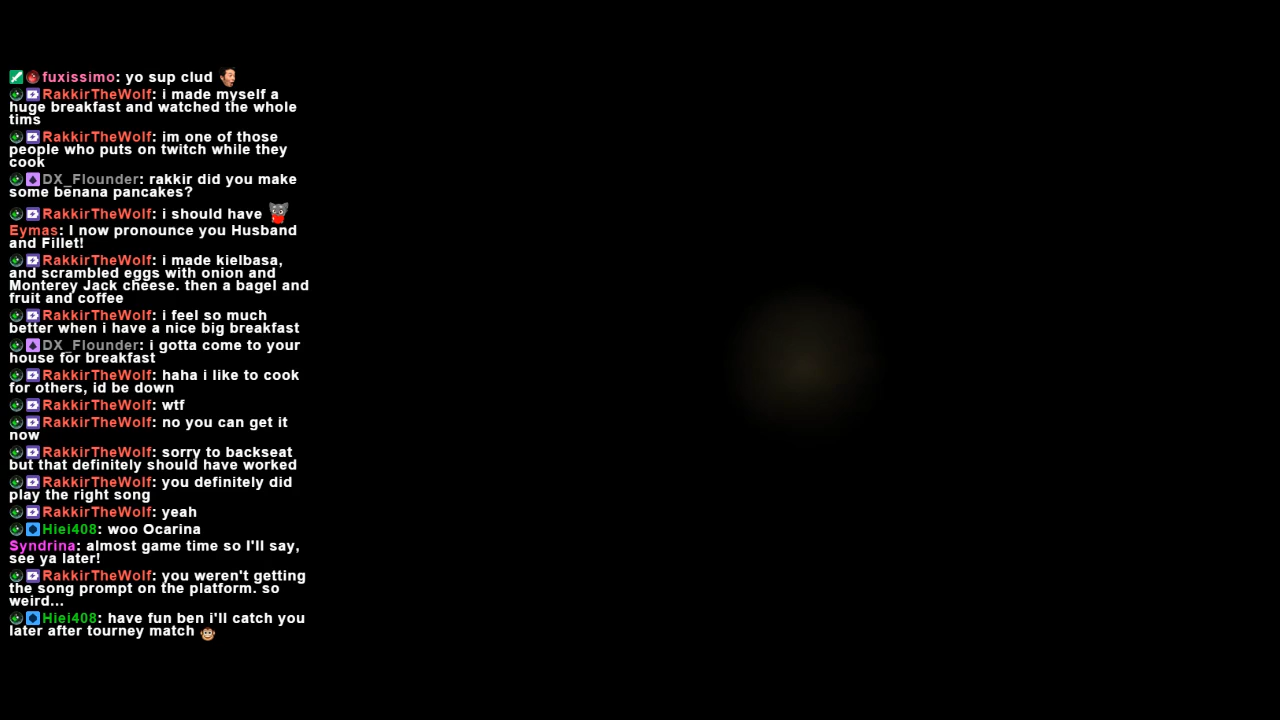 fuxissimo: yo sup clud
RakkirTheWolf: i made myself a
huge breakfast and watched the whole
tims
RakkirTheWolf: im one of those
people who puts on twitch while they
cook
DX_Flounder: rakkir did you make
some benana pancakes?
RakkirTheWolf: i should have
Eymas: I now pronounce you Husband
and Fillet!
RakkirTheWolf: i made kielbasa,
and scrambled eggs with onion and
Monterey Jack cheese. then a bagel and
fruit and coffee
RakkirTheWolf: i feel so much
better when i have a nice big breakfast
DX_Flounder: i gotta come to your
house for breakfast
RakkirTheWolf: haha i like to cook
for others, id be down
RakkirTheWolf: wtf
RakkirTheWolf: no you can get it
now
RakkirTheWolf: sorry to backseat
but that definitely should have worked
RakkirTheWolf: you definitely did
play the right song
RakkirTheWolf: yeah
Hiei408: woo Ocarina
Syndrina: almost game time so I'll say,
see ya later!
RakkirTheWolf: you weren't getting
the song prompt on the platform. so
weird...
Hiei408: have fun ben i'll catch you
later after tourney match